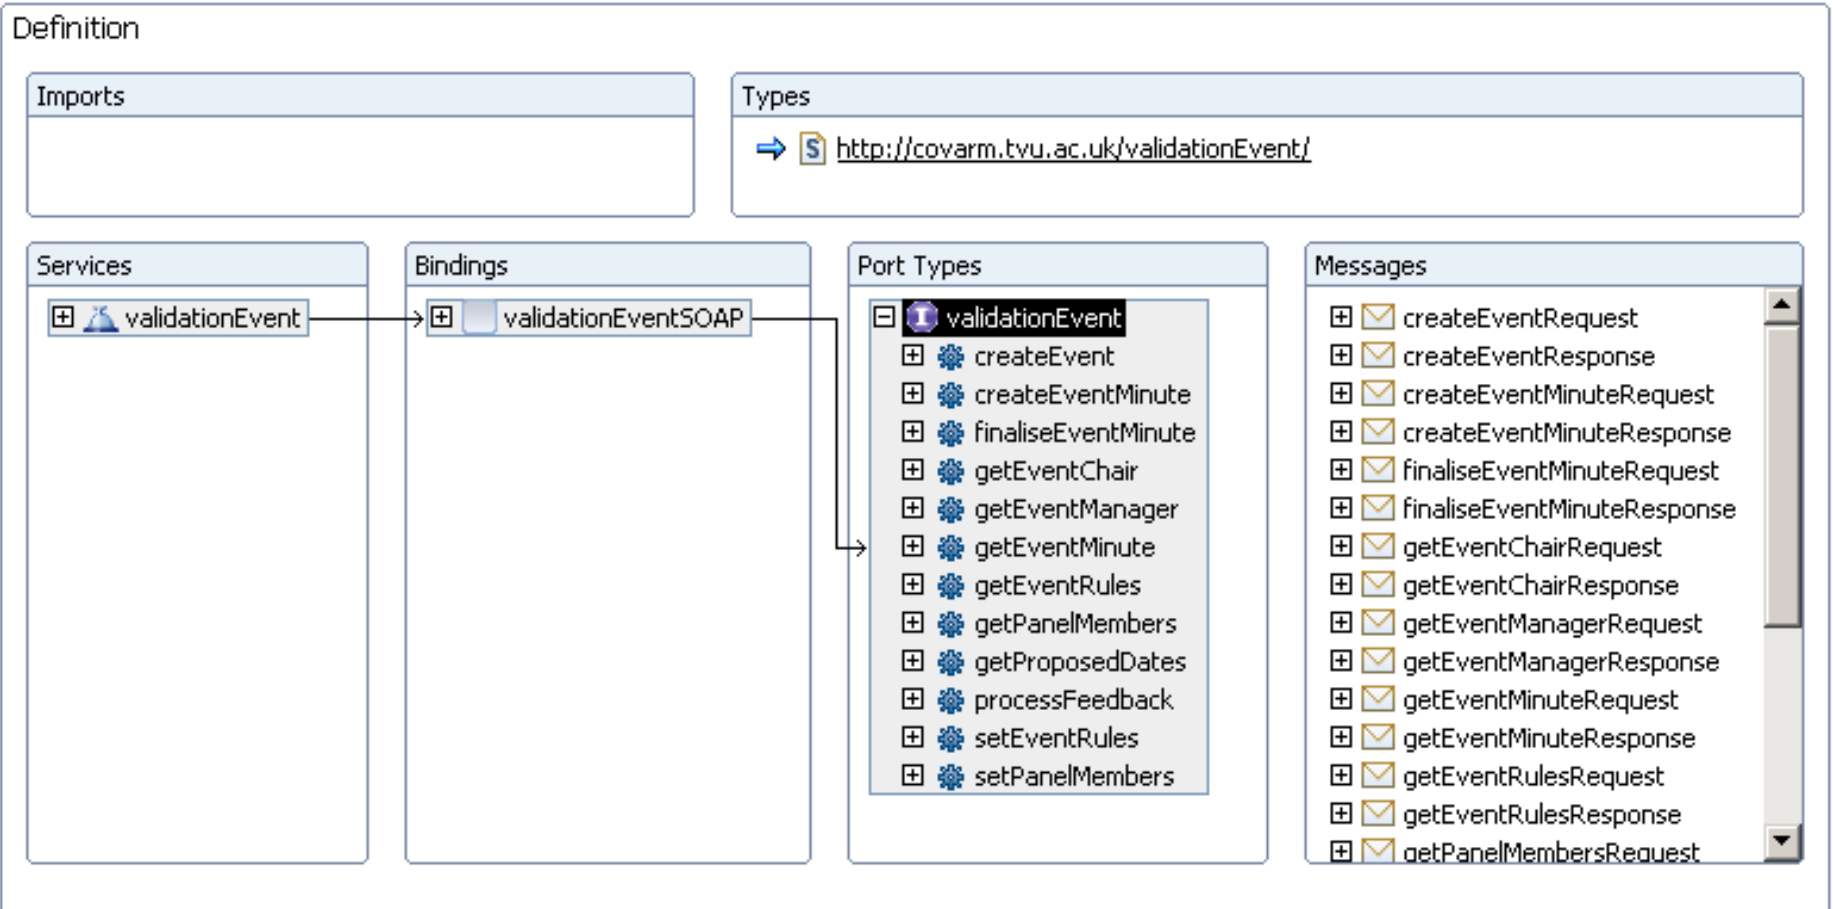 Definition
Imports
Types
http://covarm.tvu.ac.uk/validationEvent/
Services
validationEvent
Bindings
validationEventSOAP
Port Types
validationEvent
createEvent
createEventMinute
finaliseEventMinute
getEventChair
getEventManager
getEventMinute
getEventRules
getPanelMembers
getProposedDates
processFeedback
setEventRules
setPanelMembers
Messages
createEventRequest
createEventResponse
createEventMinuteRequest
createEventMinuteResponse
finaliseEventMinuteRequest
finaliseEventMinuteResponse
getEventChairRequest
getEventChairResponse
getEventManagerRequest
getEventManagerResponse
getEventMinuteRequest
getEventMinuteResponse
getEventRulesRequest
getEventRulesResponse
getPanelMembersRequest